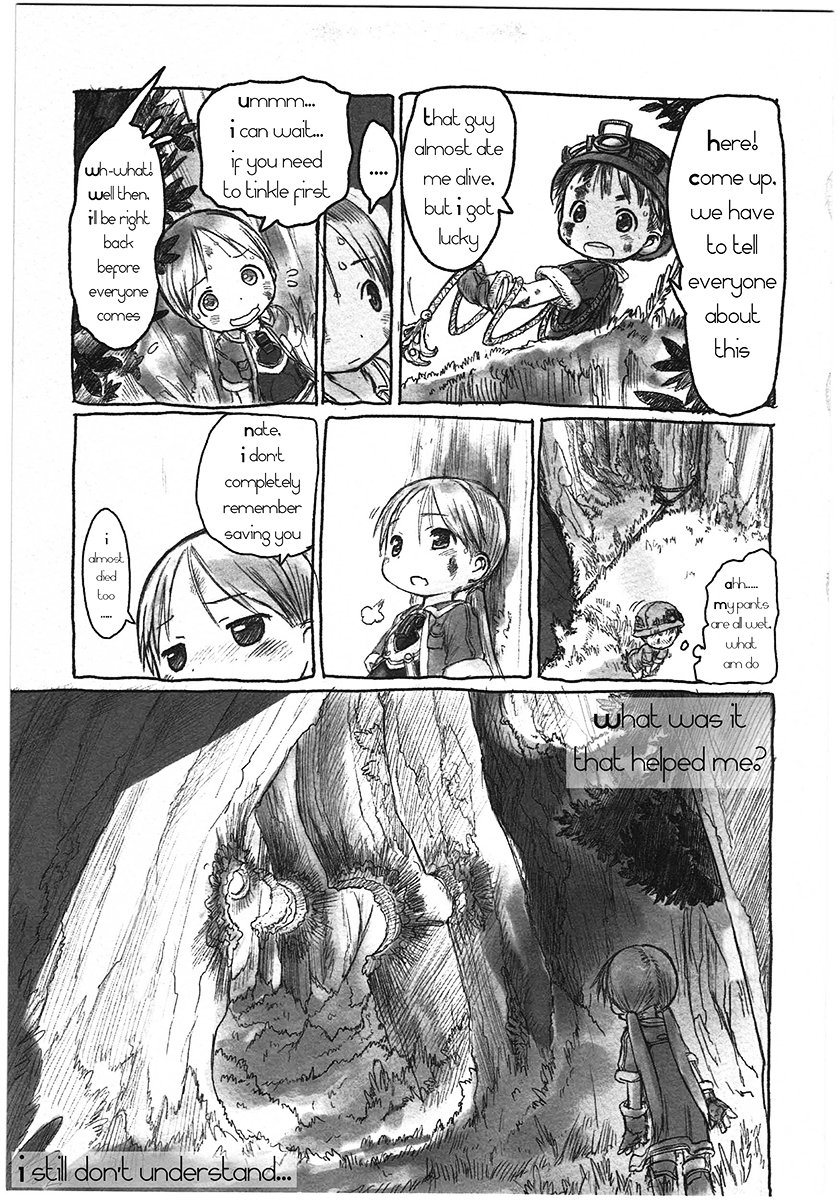 here!
come up,
we have
to tell
everyone
about
this
that guy
almost ate
me alive,
but i got
lucky
.....
ummm...
i can wait...
if you need
to tinkle first
wh-what!
well then,
i'll be right
back
before
everyone
comes
ahh.....
my pants
are all wet,
what
am do
nate,
i don't
completely
remember
saving you
i
almost
died
too
.....
what was it
that helped me?
i still don't understand...